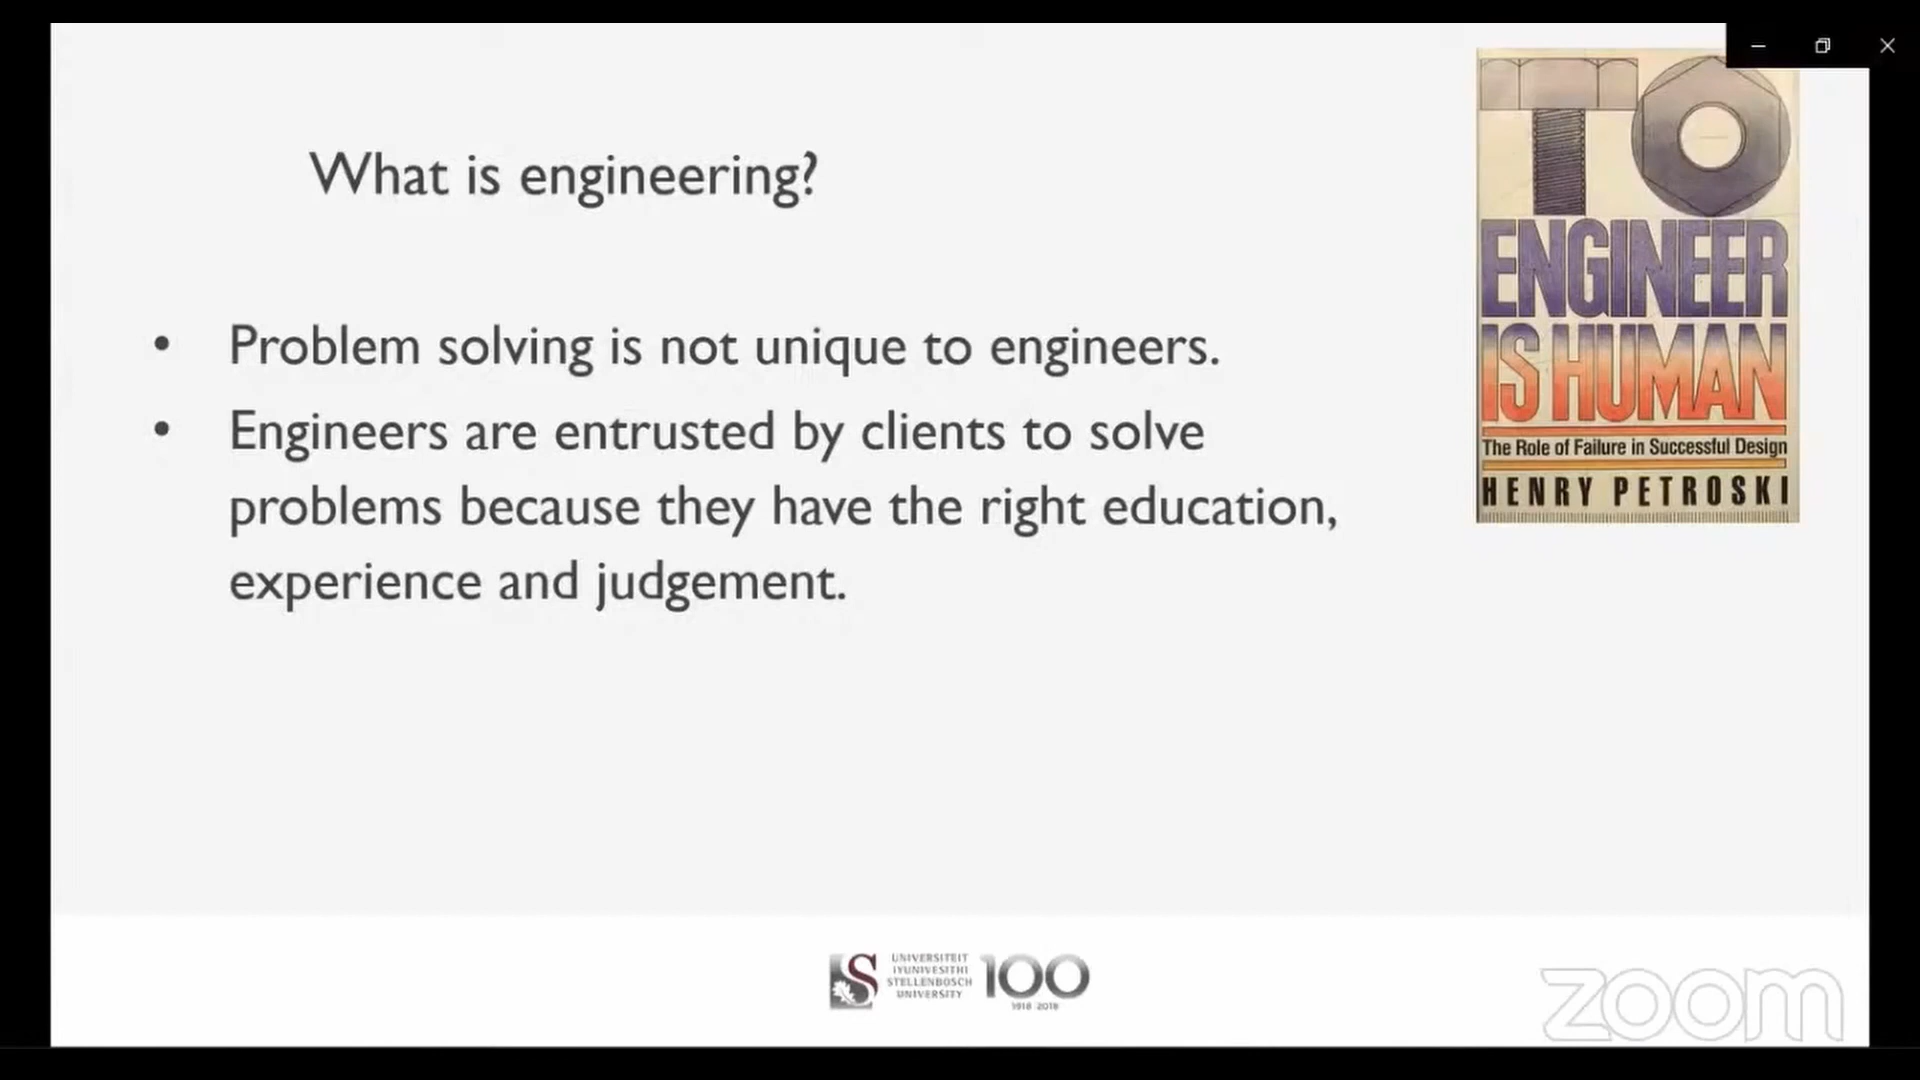 What is engineering?
• Problem solving is not unique to engineers.
• Engineers are entrusted by clients to solve
problems because they have the right education,
experience and judgement.
TO
ENGINEER
IS HUMAN
The Role of Failure in Successful Design
HENRY PETROSKI
UNIVERSITEIT
IYUNIVESITHI
STELLENBOSCH
UNIVERSITY
100
1918 2018
zoom